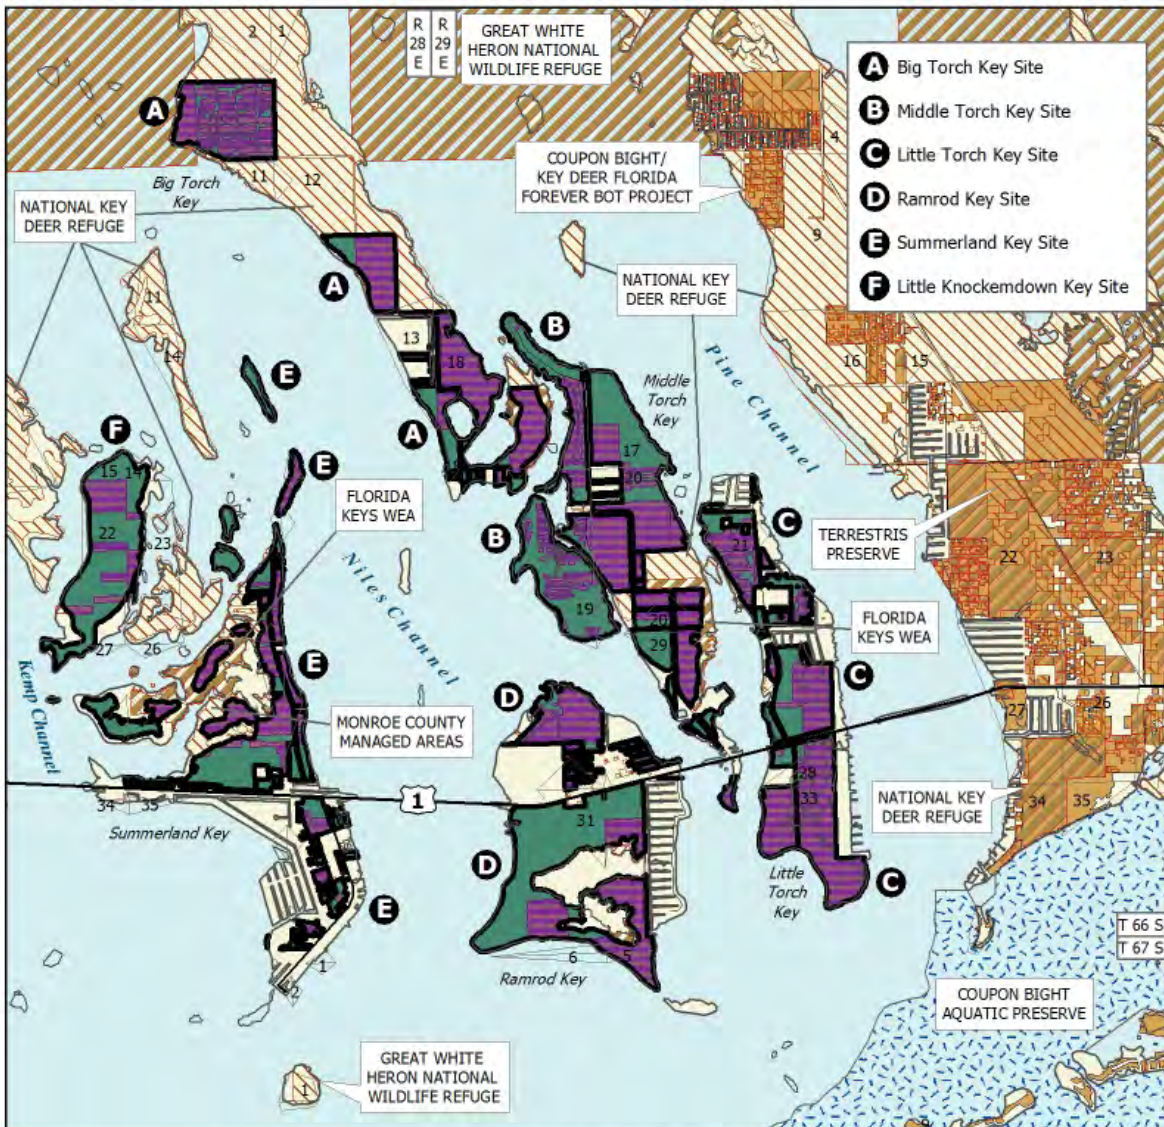 R
28
E
R
29
E
GREAT WHITE
HERON NATIONAL
WILDLIFE REFUGE
A Big Torch Key Site
B Middle Torch Key Site
C Little Torch Key Site
D Ramrod Key Site
E Summerland Key Site
F Little Knockemdown Key Site
2
1
A
4
COUPON BIGHT/
KEY DEER FLORIDA
FOREVER BOT PROJECT
11
12
Big Torch
Key
NATIONAL KEY
DEER REFUGE
9
A
NATIONAL KEY
DEER REFUGE
11
14
13
18
B
16
15
Pine Channel
Middle
Torch
Key
E
A
17
20
F
15
14
E
FLORIDA
KEYS WEA
22
23
Niles Channel
B
19
C
21
TERRESTRIS
PRESERVE
22
23
FLORIDA
KEYS WEA
20
29
27
26
Kemp Channel
E
C
D
MONROE COUNTY
MANAGED AREAS
27
26
1
28
33
NATIONAL KEY
DEER REFUGE
34
35
34
35
Summerland Key
31
D
Little
Torch
Key
C
E
T 66 S
T 67 S
1
2
6
5
Ramrod Key
COUPON BIGHT
AQUATIC PRESERVE
GREAT WHITE
HERON NATIONAL
WILDLIFE REFUGE
1